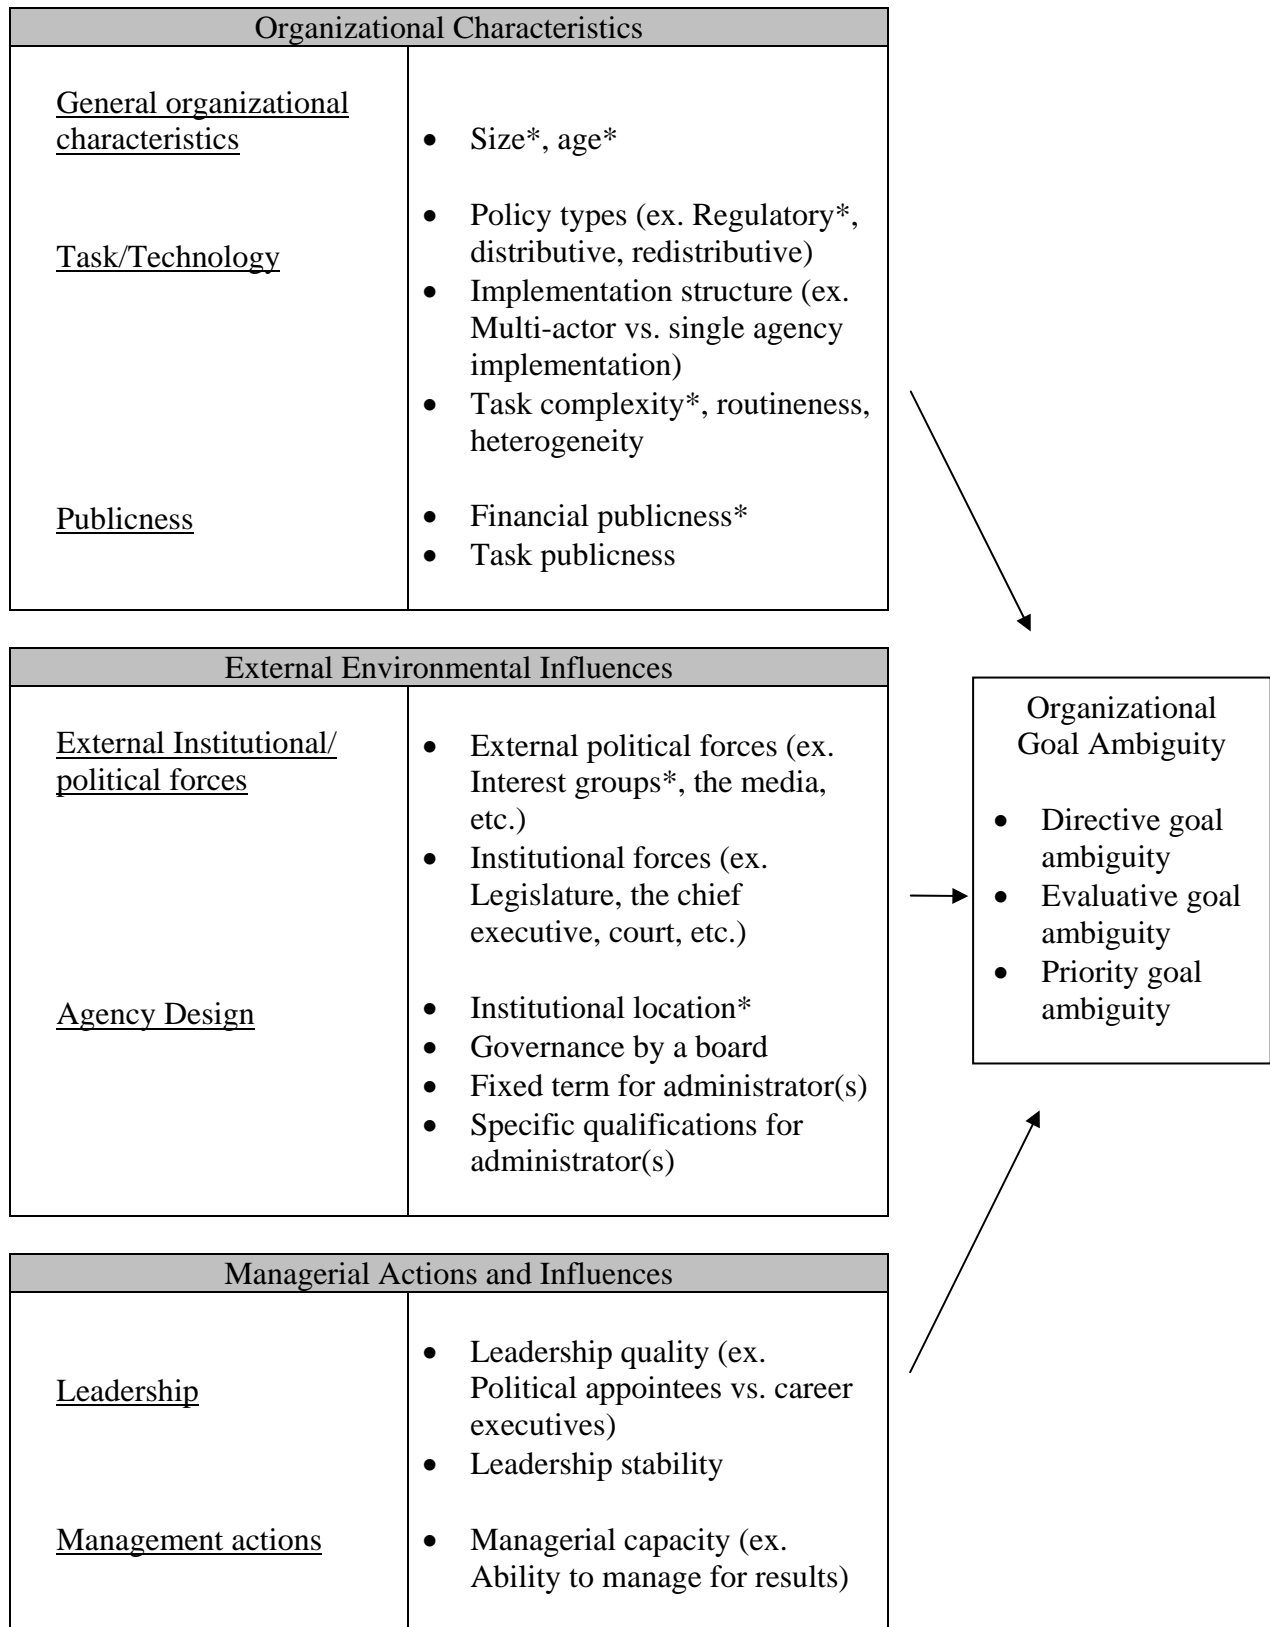 Organizational Characteristics
General organizational
characteristics
• Size*, age*
Task/Technology
• Policy types (ex. Regulatory*,
distributive, redistributive)
• Implementation structure (ex.
Multi-actor vs. single agency
implementation)
• Task complexity*, routineness,
heterogeneity
Publicness
• Financial publicness*
• Task publicness
External Environmental Influences
External Institutional/
political forces
• External political forces (ex.
Interest groups*, the media,
etc.)
• Institutional forces (ex.
Legislature, the chief
executive, court, etc.)
Agency Design
• Institutional location*
• Governance by a board
• Fixed term for administrator(s)
• Specific qualifications for
administrator(s)
Managerial Actions and Influences
Leadership
• Leadership quality (ex.
Political appointees vs. career
executives)
• Leadership stability
Management actions
• Managerial capacity (ex.
Ability to manage for results)
Organizational
Goal Ambiguity
• Directive goal
ambiguity
• Evaluative goal
ambiguity
• Priority goal
ambiguity